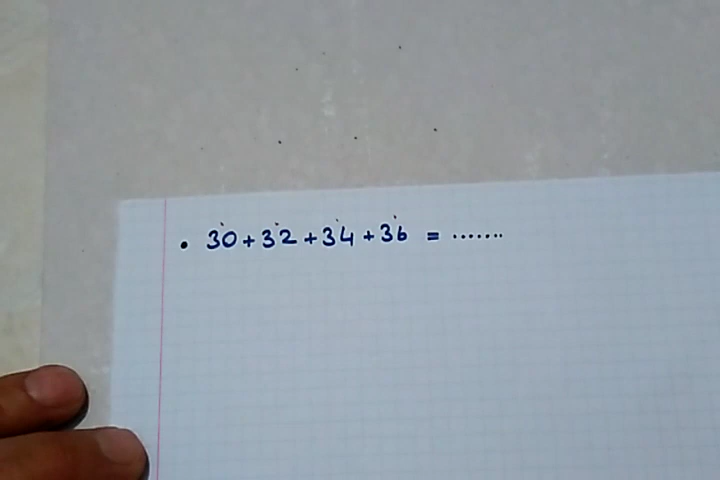 • 30+32+34+36 = .......